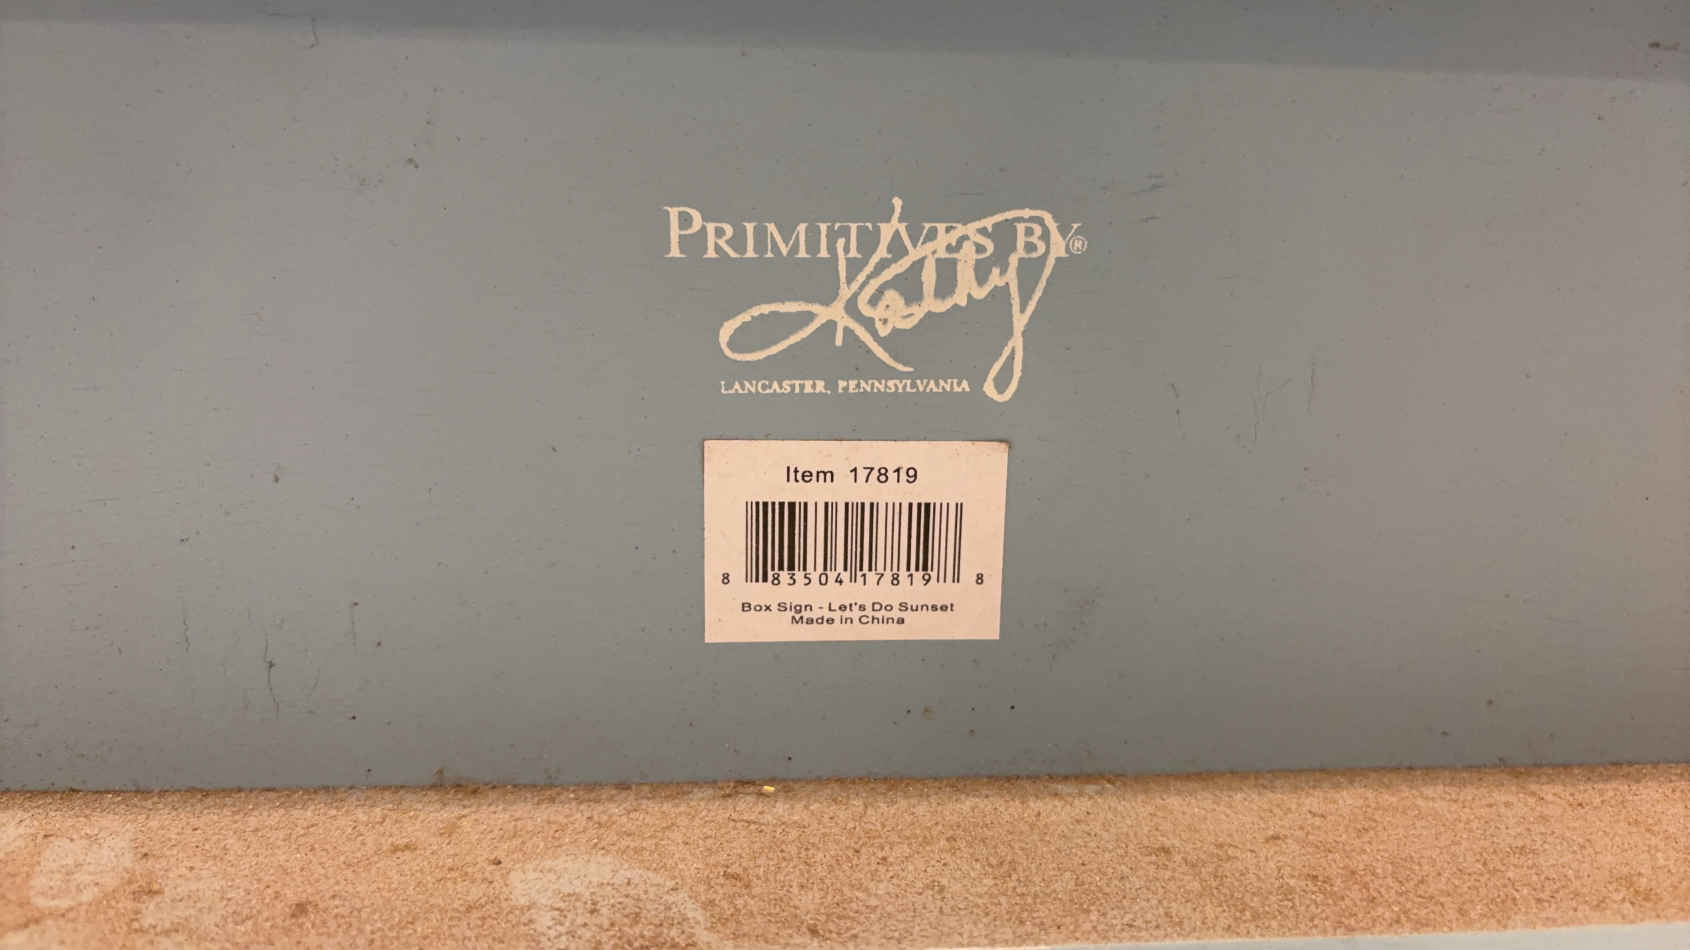 PRIMITIVES BY®
Kathy
LANCASTER, PENNSYLVANIA
Item 17819
8 83504 17819 8
Box Sign - Let's Do Sunset
Made in China